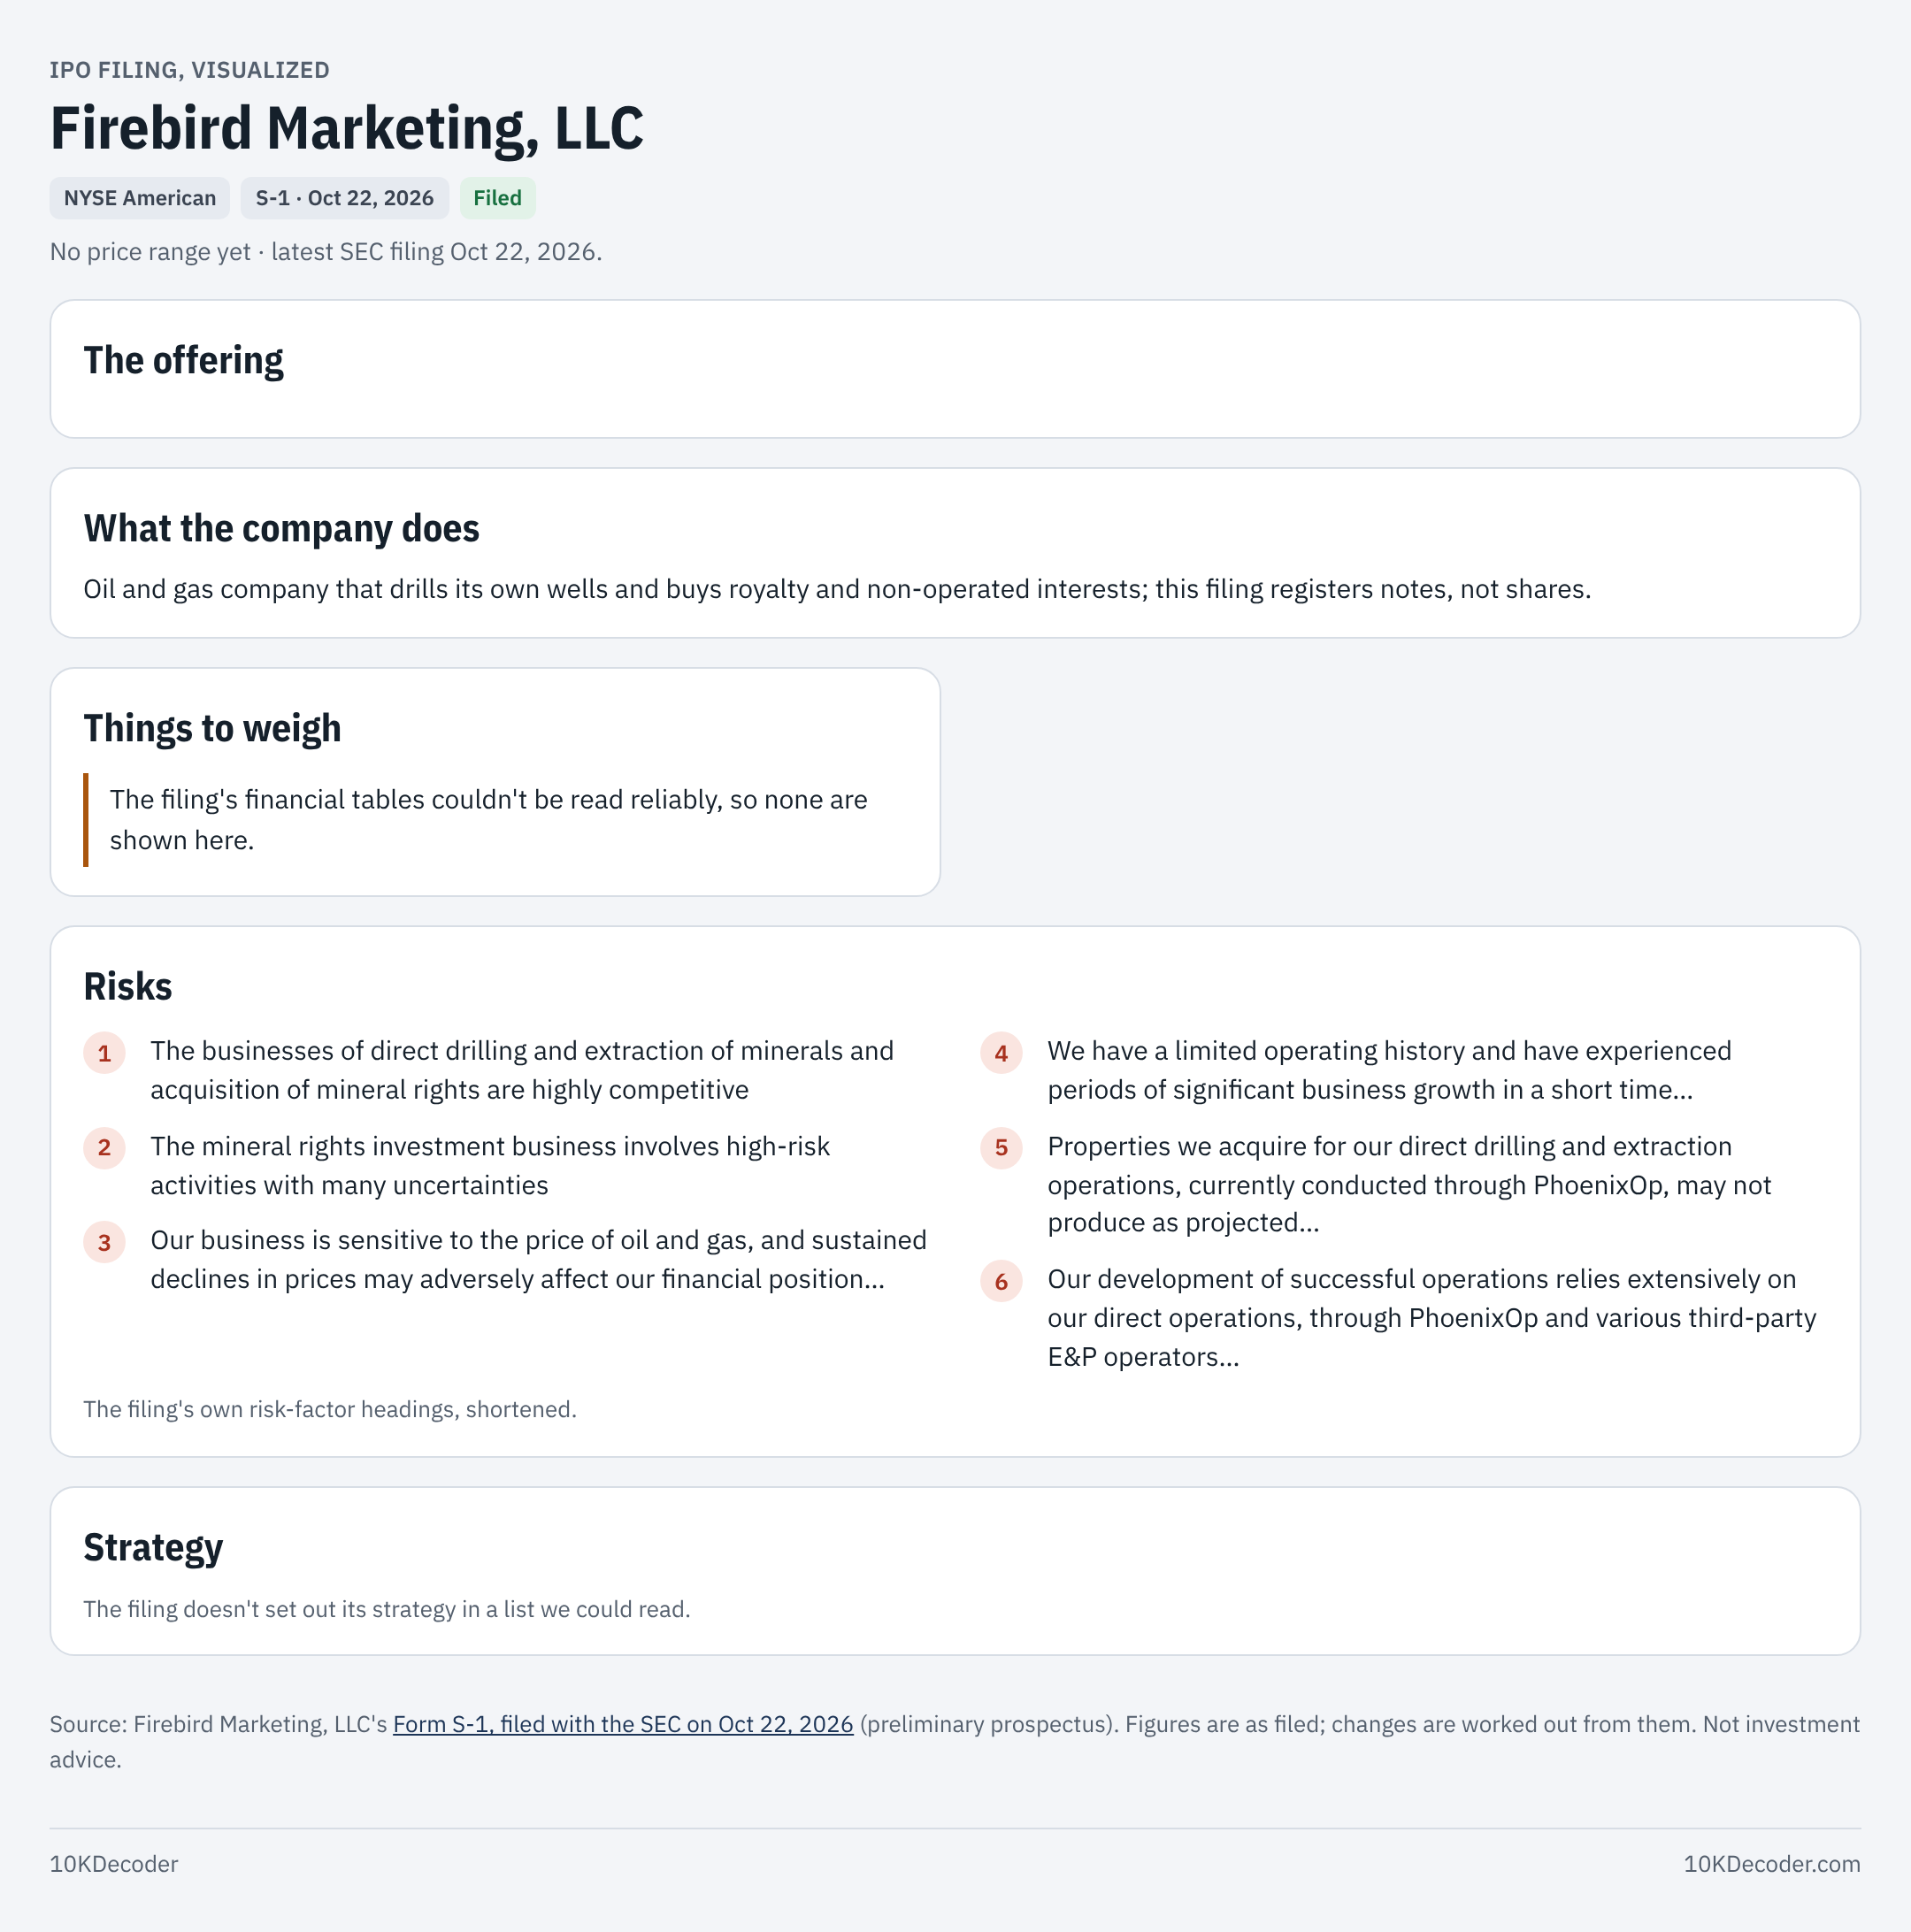 IPO FILING, VISUALIZED
Firebird Marketing, LLC
NYSE American
S-1 · Oct 22, 2026
Filed
No price range yet · latest SEC filing Oct 22, 2026.
The offering
What the company does
Oil and gas company that drills its own wells and buys royalty and non-operated interests; this filing registers notes, not shares.
Things to weigh
The filing's financial tables couldn't be read reliably, so none are
shown here.
Risks
1
The businesses of direct drilling and extraction of minerals and
acquisition of mineral rights are highly competitive
2
The mineral rights investment business involves high-risk
activities with many uncertainties
3
Our business is sensitive to the price of oil and gas, and sustained
declines in prices may adversely affect our financial position...
4
We have a limited operating history and have experienced
periods of significant business growth in a short time...
5
Properties we acquire for our direct drilling and extraction
operations, currently conducted through PhoenixOp, may not
produce as projected...
6
Our development of successful operations relies extensively on
our direct operations, through PhoenixOp and various third-party
E&P operators...
The filing's own risk-factor headings, shortened.
Strategy
The filing doesn't set out its strategy in a list we could read.
Source: Firebird Marketing, LLC's Form S-1, filed with the SEC on Oct 22, 2026 (preliminary prospectus). Figures are as filed; changes are worked out from them. Not investment
advice.
10KDecoder
10KDecoder.com